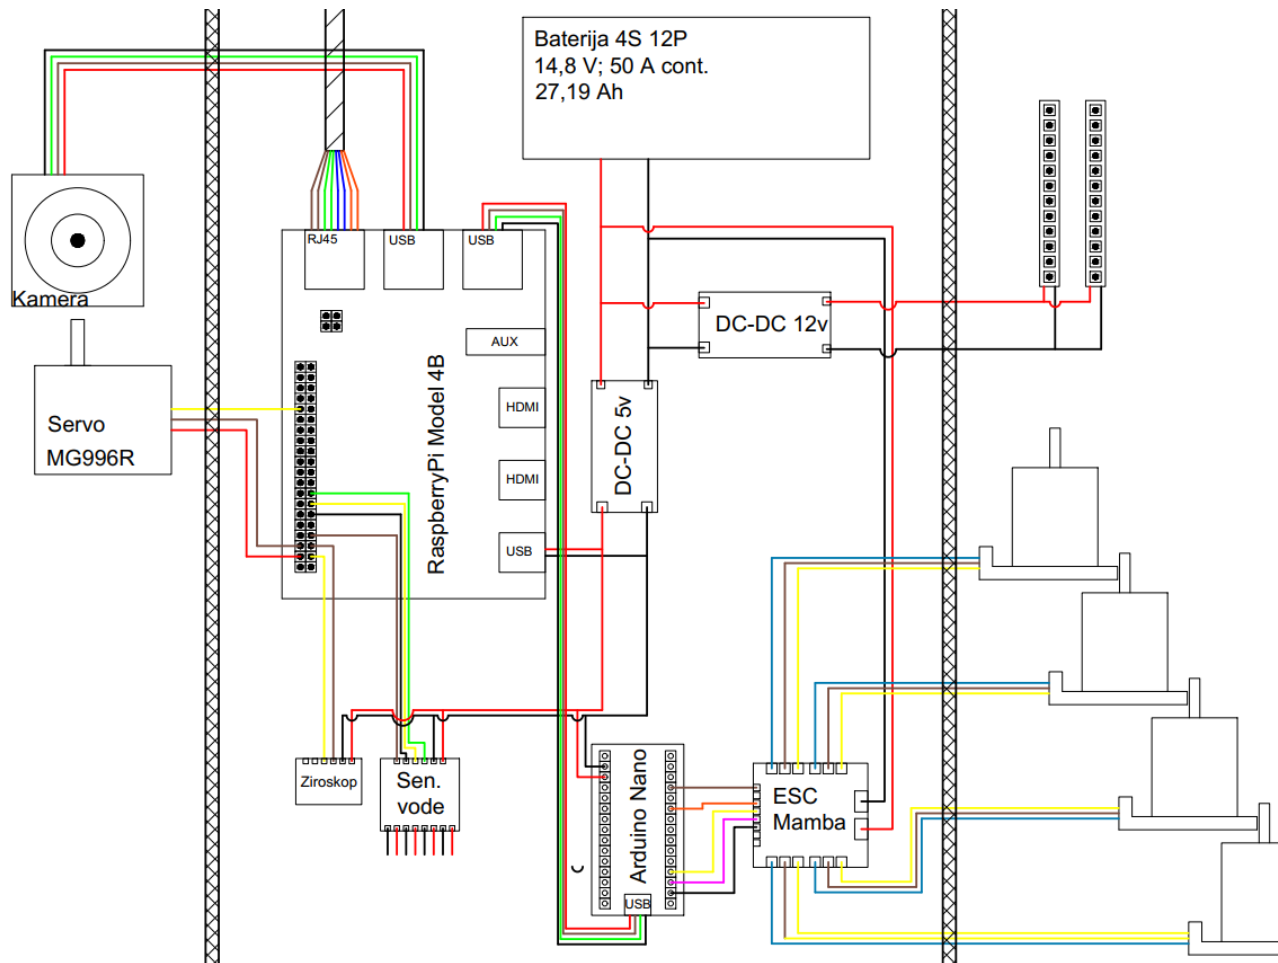 Baterija 4S 12P
14,8 V; 50 A cont.
27,19 Ah
Kamera
RJ45
USB
USB
AUX
DC-DC 12v
Servo
MG996R
RaspberryPi Model 4B
HDMI
HDMI
USB
DC-DC 5v
Ziroskop
Sen.
vode
Arduino Nano
USB
ESC
Mamba